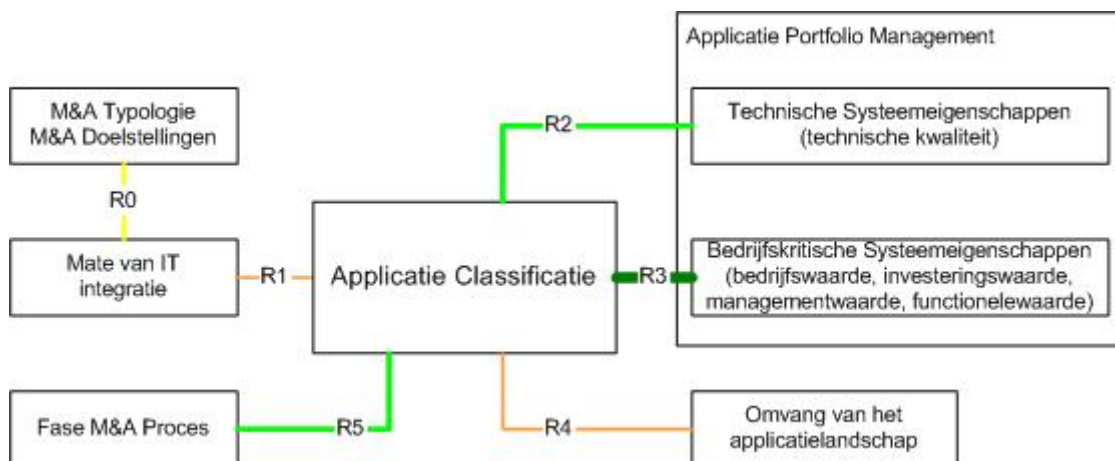 Applicatie Portfolio Management
M&A Typologie
M&A Doelstellingen
R2
Technische Systeemeigenschappen
(technische kwaliteit)
R0
Mate van IT
integratie
R1
Applicatie Classificatie
R3
Bedrijfskritische Systeemeigenschappen
(bedrijfswaarde, investeringswaarde,
managementwaarde, functionelewaarde)
Fase M&A Proces
R5
R4
Omvang van het
applicatielandschap